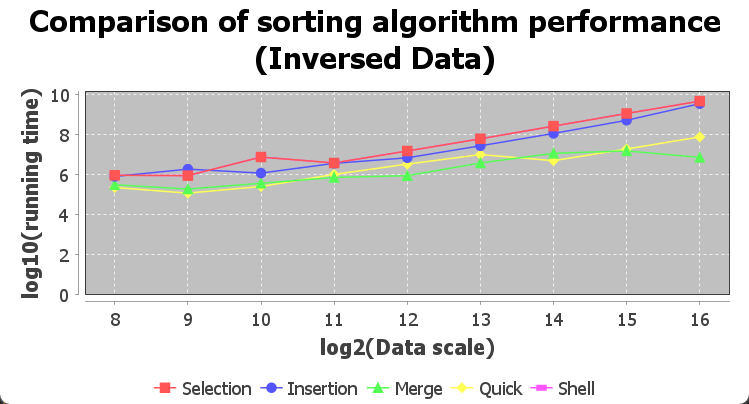 Comparison of sorting algorithm performance
(Inversed Data)
log10(running time)
10
8
6
4
2
0
8 9 10 11 12 13 14 15 16
log2(Data scale)
Selection Insertion Merge Quick Shell